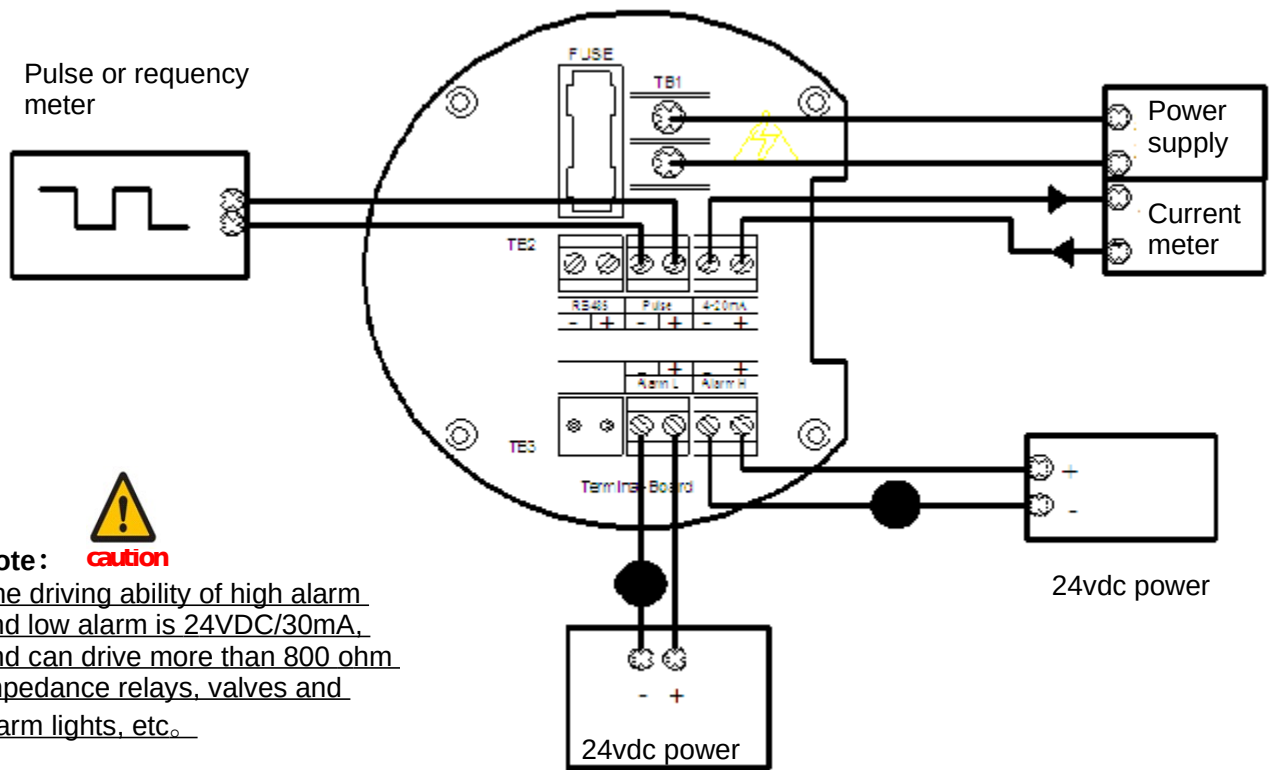 FUSE
TB1
Pulse or requency
meter
Power
supply
Current
meter
TE2
RS485 Pulse 4-20mA
- + - + - +
- + - +
Alarm L Alarm H
TE3
Terminal-Board
+
-
24vdc power
caution
ote:
he driving ability of high alarm
nd low alarm is 24VDC/30mA,
nd can drive more than 800 ohm
mpedance relays, valves and
larm lights, etc。
- +
24vdc power